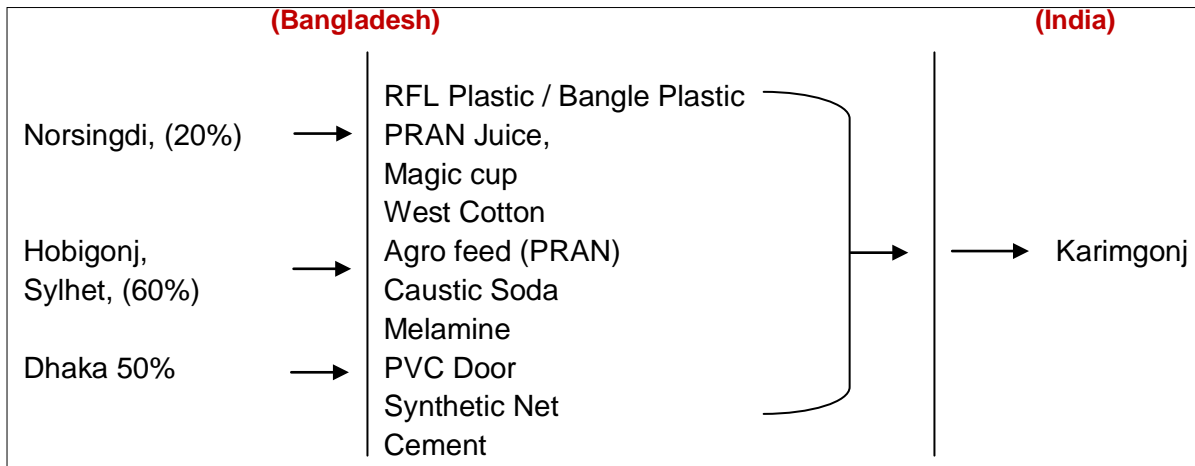 (Bangladesh)
(India)
Norsingdi, (20%)
Hobigonj,
Sylhet, (60%)
Dhaka 50%
RFL Plastic / Bangle Plastic
PRAN Juice,
Magic cup
West Cotton
Agro feed (PRAN)
Caustic Soda
Melamine
PVC Door
Synthetic Net
Cement
Karimgonj